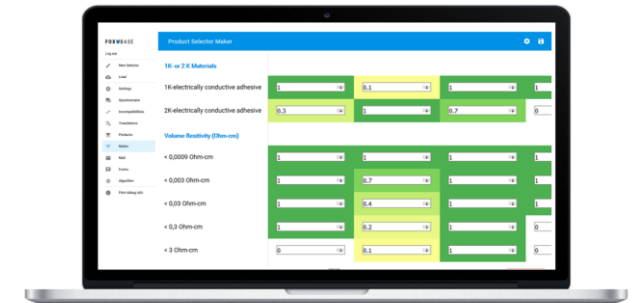 FOXBASE
Product Selector Maker
Log out
New Selector
Load
Settings
Questionnaire
Incompatibilities
Translations
Products
Matrix
Mail
Forms
Algorithm
Print debug info
1K- or 2 K Materials
1K-electrically conductive adhesive 1 0.1 1 1
2K-electrically conductive adhesive 0.3 1 0.7 0
Volume Resitivity (Ohm-cm)
< 0,0009 Ohm-cm 1 1 1 1
< 0,003 Ohm-cm 1 0.7 1 1
< 0,03 Ohm-cm 1 0.4 1 1
< 0,3 Ohm-cm 1 0.2 1 0
< 3 Ohm-cm 0 0.1 1 0